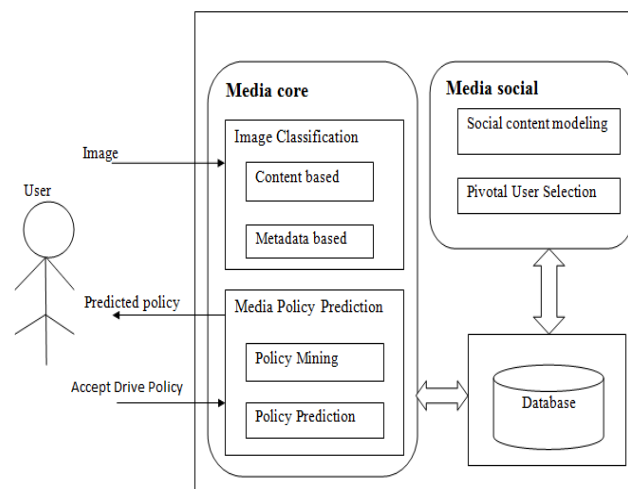 User
Image
Predicted policy
Accept Drive Policy
Media core
Image Classification
Content based
Metadata based
Media Policy Prediction
Policy Mining
Policy Prediction
Media social
Social content modeling
Pivotal User Selection
Database